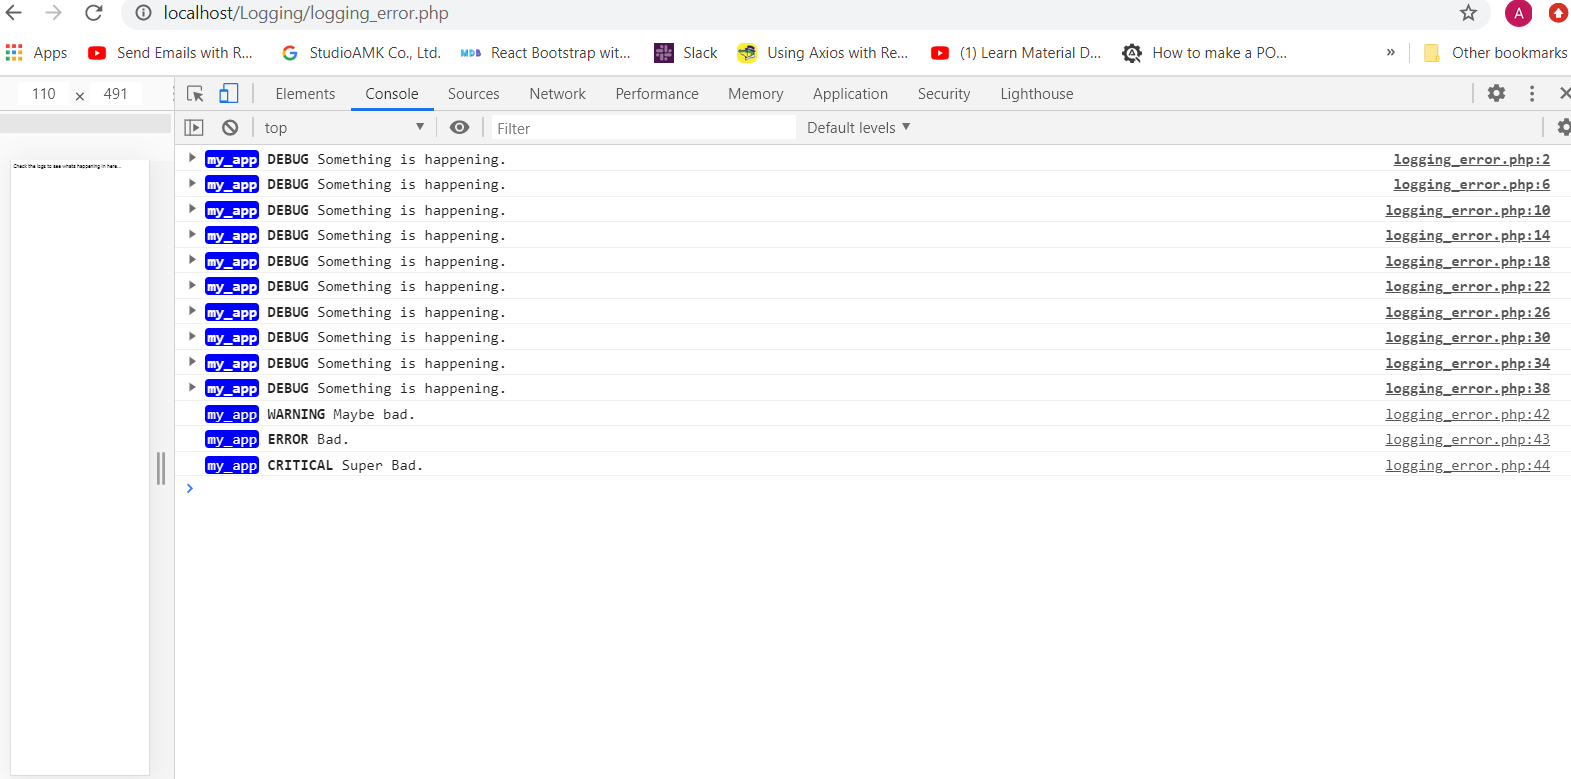 localhost/Logging/logging_error.php
A
Apps Send Emails with R... StudioAMK Co., Ltd. MDB React Bootstrap wit... Slack Using Axios with Re... (1) Learn Material D... How to make a PO... » Other bookmarks
110 × 491 Elements Console Sources Network Performance Memory Application Security Lighthouse
top Filter Default levels
Check the logs to see whats happening in here...
my_app DEBUG Something is happening. logging_error.php:2
my_app DEBUG Something is happening. logging_error.php:6
my_app DEBUG Something is happening. logging_error.php:10
my_app DEBUG Something is happening. logging_error.php:14
my_app DEBUG Something is happening. logging_error.php:18
my_app DEBUG Something is happening. logging_error.php:22
my_app DEBUG Something is happening. logging_error.php:26
my_app DEBUG Something is happening. logging_error.php:30
my_app DEBUG Something is happening. logging_error.php:34
my_app DEBUG Something is happening. logging_error.php:38
my_app WARNING Maybe bad. logging_error.php:42
my_app ERROR Bad. logging_error.php:43
my_app CRITICAL Super Bad. logging_error.php:44